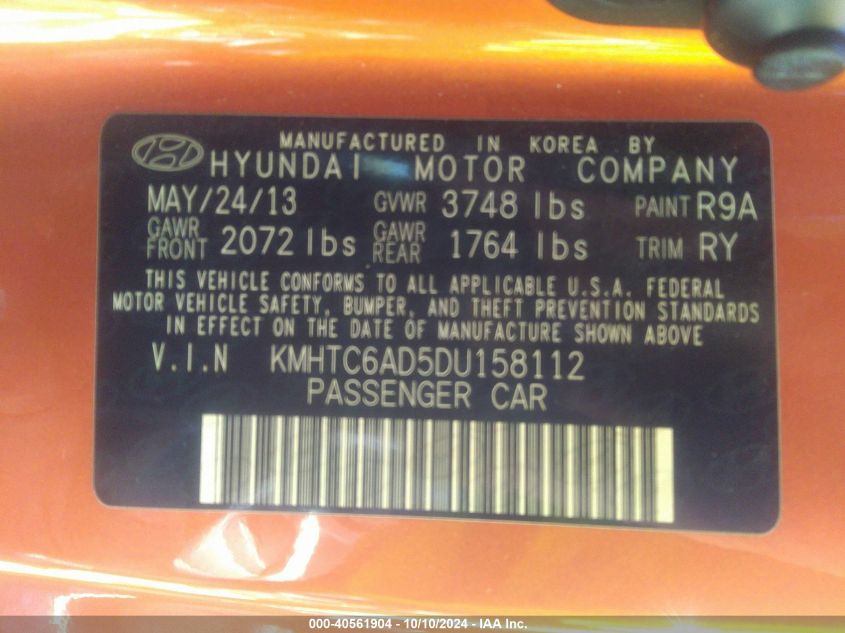 MANUFACTURED IN KOREA BY
HYUNDAI MOTOR COMPANY
MAY/24/13 GVWR 3748 lbs PAINT R9A
GAWR FRONT 2072 lbs GAWR REAR 1764 lbs TRIM RY
THIS VEHICLE CONFORMS TO ALL APPLICABLE U.S.A. FEDERAL
MOTOR VEHICLE SAFETY, BUMPER, AND THEFT PREVENTION STANDARDS
IN EFFECT ON THE DATE OF MANUFACTURE SHOWN ABOVE
V.I.N KMHTC6AD5DU158112
PASSENGER CAR
000-40561904 - 10/10/2024 - IAA, Inc.